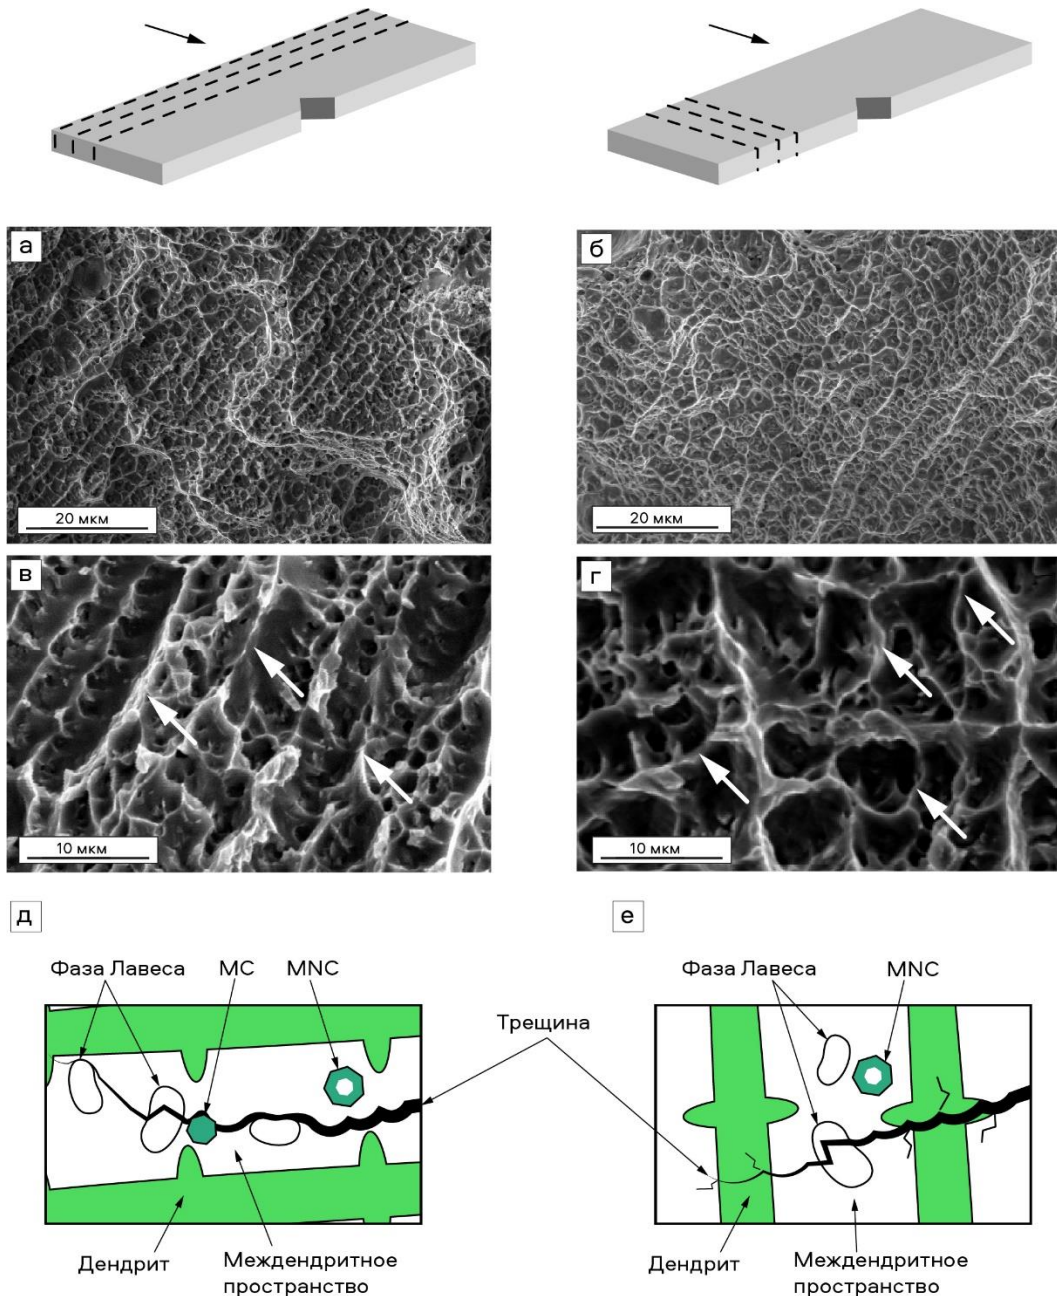 а
б
20 мкм
20 мкм
в
г
10 мкм
10 мкм
д
е
Фаза Лавеса
МС
MNC
Фаза Лавеса
MNC
Трещина
Дендрит
Междендритное
пространство
Дендрит
Междендритное
пространство